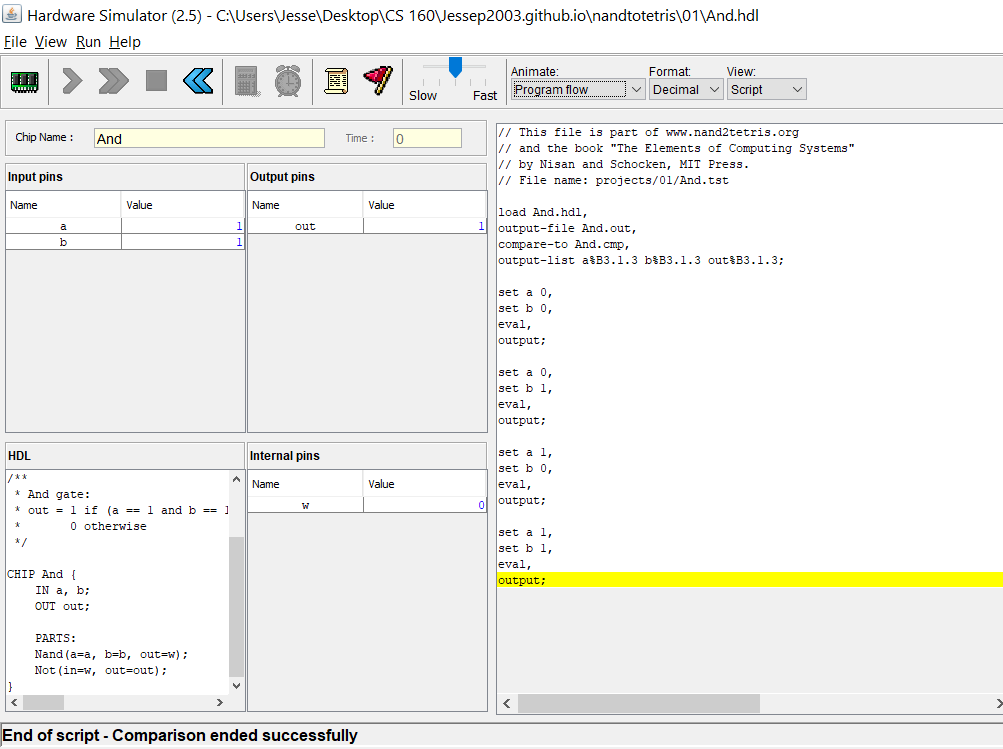 Hardware Simulator (2.5) - C:\Users\Jesse\Desktop\CS 160\Jessep2003.github.io\nandtotetris\01\And.hdl
File View Run Help
Slow Fast
Animate: Format: View:
Program flow Decimal Script
Chip Name : And Time : 0
Input pins
Name Value
a 1
b 1
Output pins
Name Value
out 1
HDL
/**
* And gate:
* out = 1 if (a == 1 and b == 1
* 0 otherwise
*/
CHIP And {
IN a, b;
OUT out;
PARTS:
Nand(a=a, b=b, out=w);
Not(in=w, out=out);
}
Internal pins
Name Value
w 0
// This file is part of www.nand2tetris.org
// and the book "The Elements of Computing Systems"
// by Nisan and Schocken, MIT Press.
// File name: projects/01/And.tst
load And.hdl,
output-file And.out,
compare-to And.cmp,
output-list a%B3.1.3 b%B3.1.3 out%B3.1.3;
set a 0,
set b 0,
eval,
output;
set a 0,
set b 1,
eval,
output;
set a 1,
set b 0,
eval,
output;
set a 1,
set b 1,
eval,
output;
End of script - Comparison ended successfully